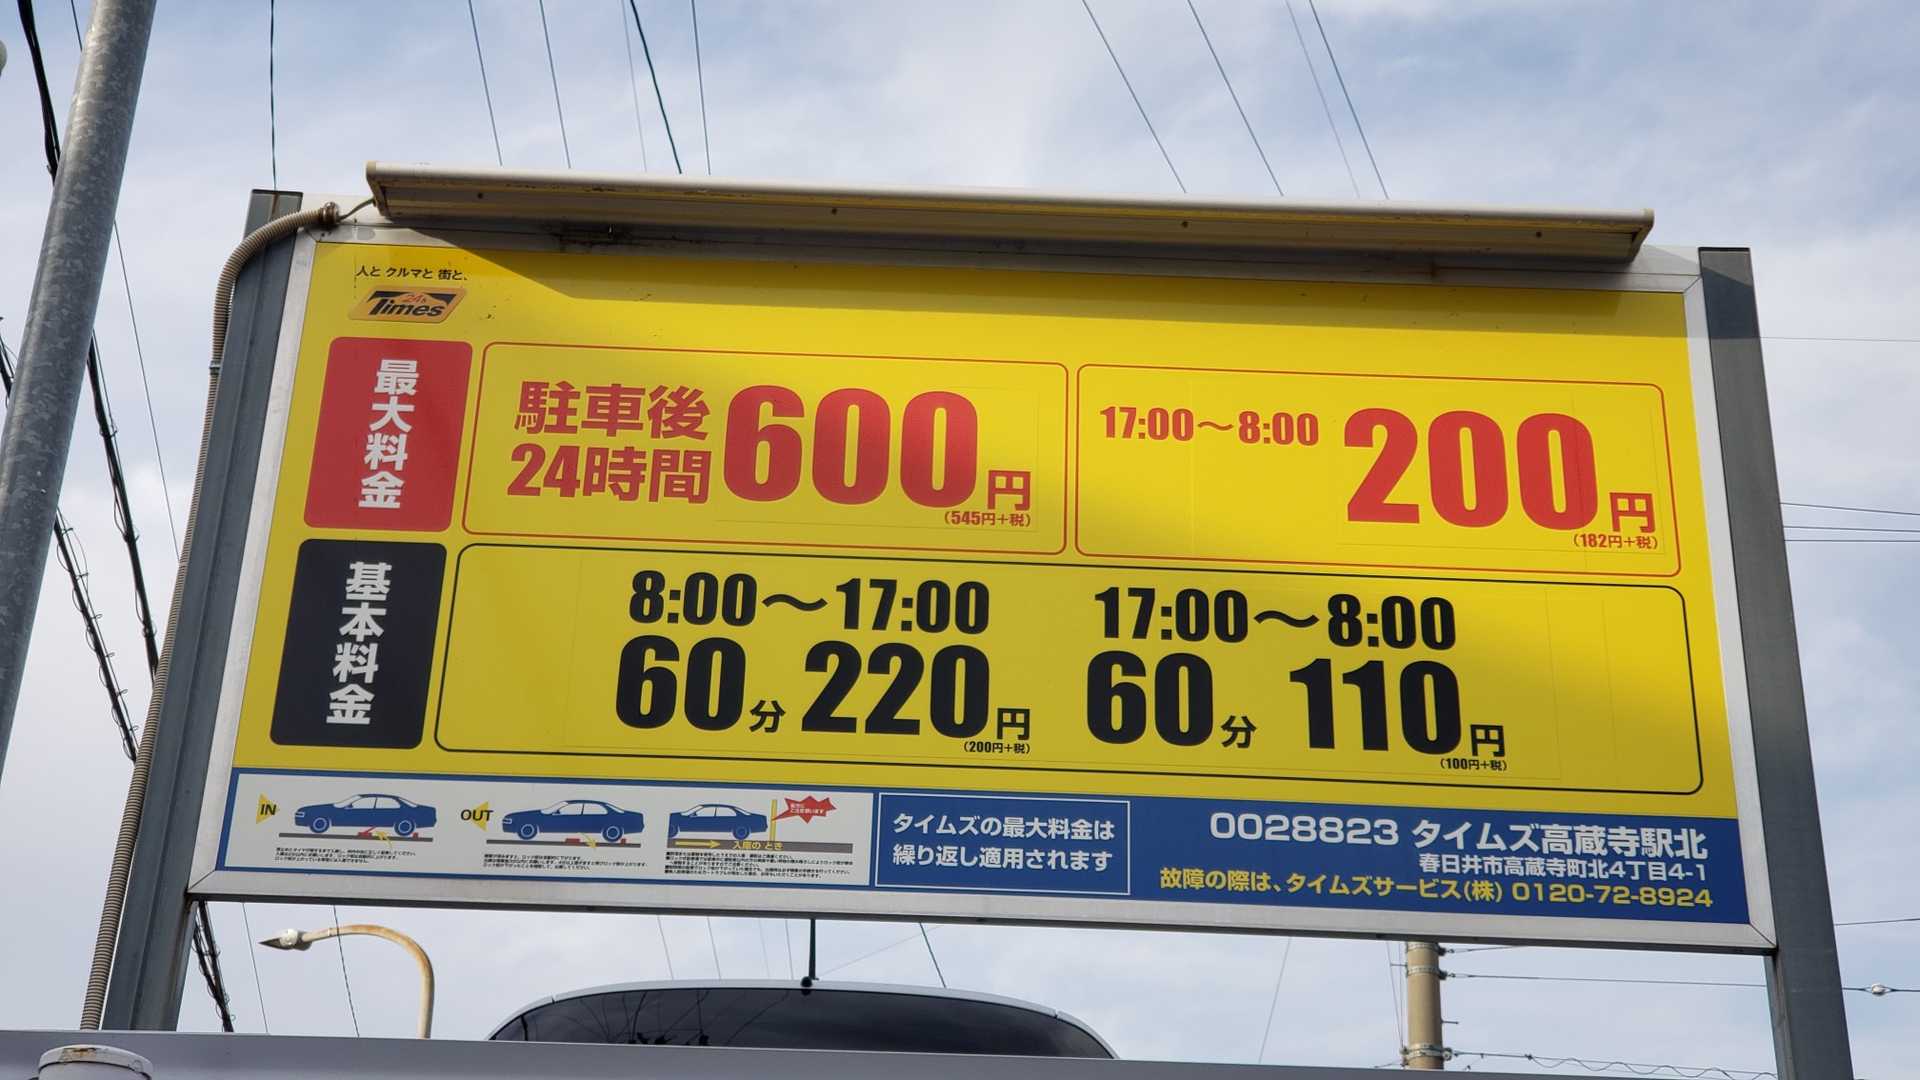 人と クルマと 街と、
24h Times
最大料金
駐車後
24時間 600円
(545円+税)
17:00～8:00 200円
(182円+税)
基本料金
8:00～17:00
60分 220円
(200円+税)
17:00～8:00
60分 110円
(100円+税)
IN
OUT
入庫の とき
タイムズの最大料金は
繰り返し適用されます
0028823 タイムズ高蔵寺駅北
春日井市高蔵寺町北4丁目4-1
故障の際は、タイムズサービス(株) 0120-72-8924